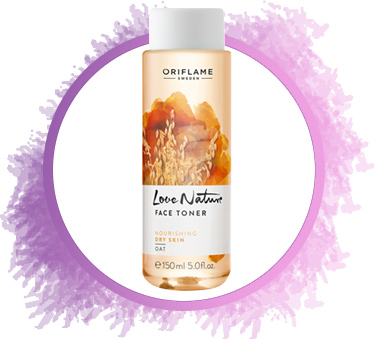 ORIFLAME
SWEDEN
Love Nature
FACE TONER
NOURISHING
DRY SKIN
OAT
℮150ml 5.0fl.oz.